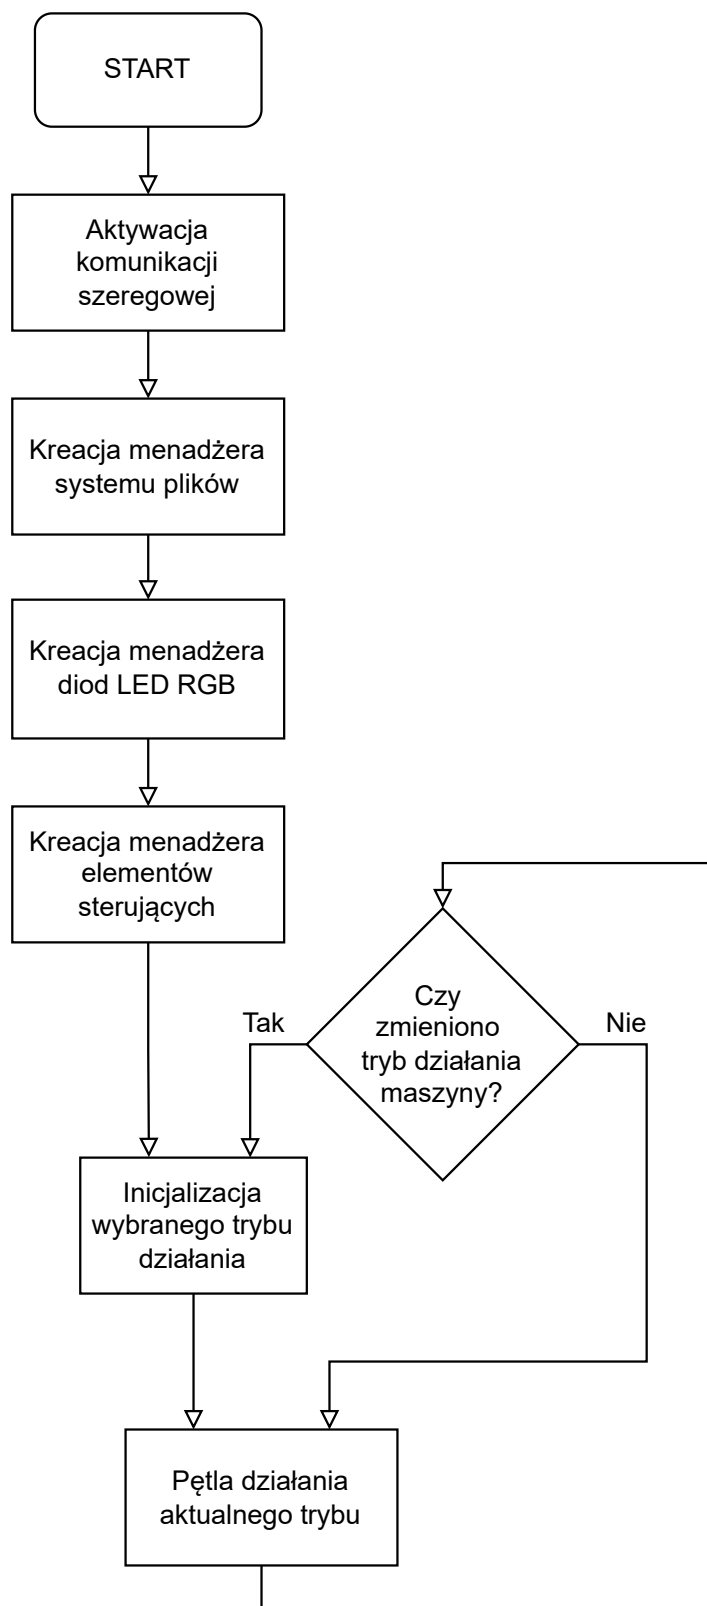 START
Aktywacja
komunikacji
szeregowej
Kreacja menadżera
systemu plików
Kreacja menadżera
diod LED RGB
Kreacja menadżera
elementów
sterujących
Czy
zmieniono
tryb działania
maszyny?
Tak
Nie
Inicjalizacja
wybranego trybu
działania
Pętla działania
aktualnego trybu